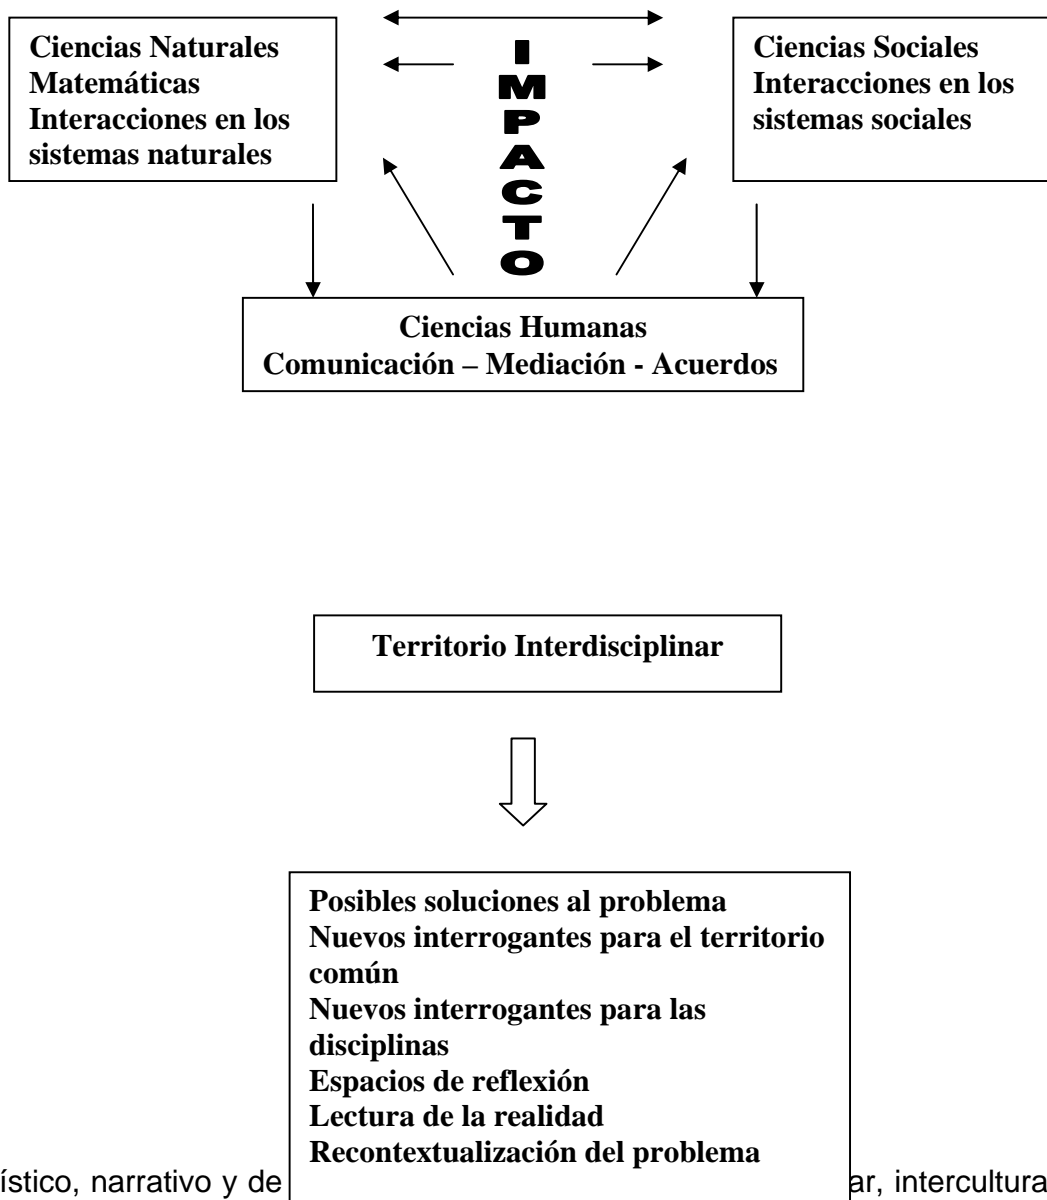 Ciencias Naturales
Matemáticas
Interacciones en los
sistemas naturales
IMPACTO
Ciencias Sociales
Interacciones en los
sistemas sociales
Ciencias Humanas
Comunicación – Mediación - Acuerdos
Territorio Interdisciplinar
Posibles soluciones al problema
Nuevos interrogantes para el territorio
común
Nuevos interrogantes para las
disciplinas
Espacios de reflexión
Lectura de la realidad
Recontextualización del problema
ístico, narrativo y de ar, intercultura